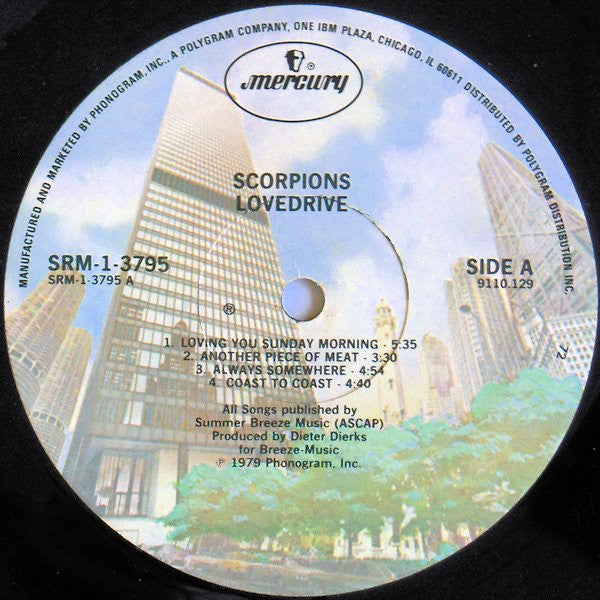 MANUFACTURED AND MARKETED BY PHONOGRAM, INC., A POLYGRAM COMPANY, ONE IBM PLAZA, CHICAGO, IL 60611 DISTRIBUTED BY POLYGRAM DISTRIBUTION INC.
®
mercury
SCORPIONS
LOVEDRIVE
SRM-1-3795
SRM-1-3795 A
SIDE A
9110.129
℗
72
1. LOVING YOU SUNDAY MORNING - 5:35
2. ANOTHER PIECE OF MEAT - 3:30
3. ALWAYS SOMEWHERE - 4:54
4. COAST TO COAST - 4:40
All Songs published by
Summer Breeze Music (ASCAP)
Produced by Dieter Dierks
for Breeze-Music
℗ 1979 Phonogram, Inc.